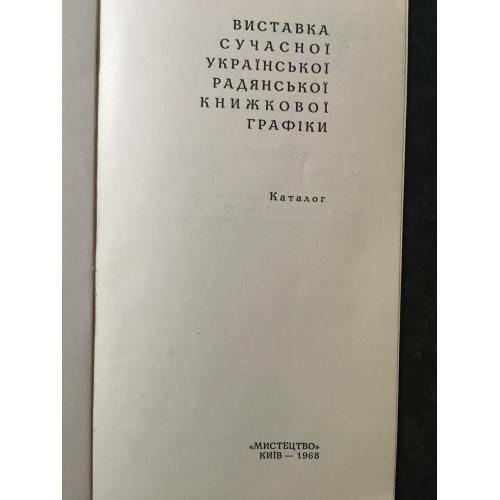 ВИСТАВКА
СУЧАСНОЇ
УКРАЇНСЬКОЇ
РАДЯНСЬКОЇ
КНИЖКОВОЇ
ГРАФІКИ
Каталог
«МИСТЕЦТВО»
КИЇВ — 1968